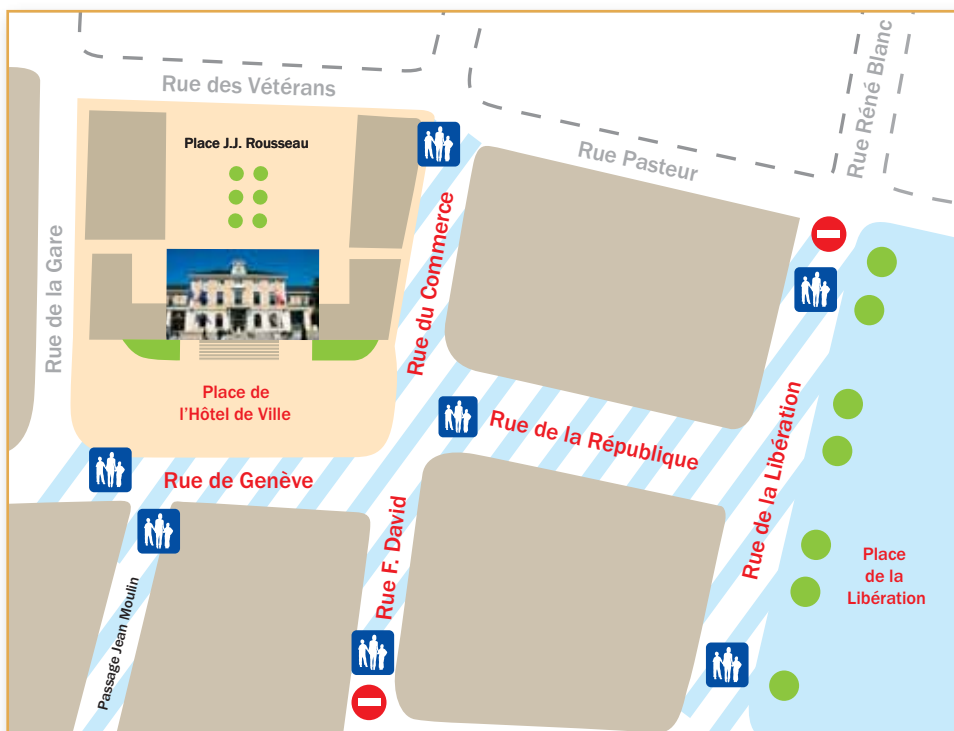 Rue des Vétérans
Rue Réné Blanc
Place J.J. Rousseau
Rue Pasteur
Rue de la Gare
Rue du Commerce
Place de
l'Hôtel de Ville
Rue de la République
Rue de la Libération
Rue de Genève
Rue F. David
Passage Jean Moulin
Place
de la
Libération